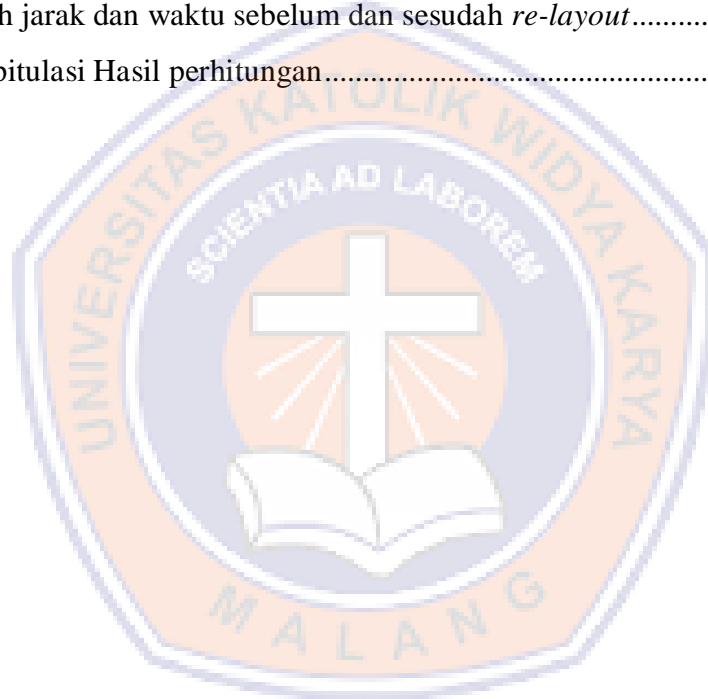 h jarak dan waktu sebelum dan sesudah re-layout..........
pitulasi Hasil perhitungan...............................................
UNIVERSITAS KATOLIK WIDYA KARYA
SCIENTIA AD LABOREM
MALANG